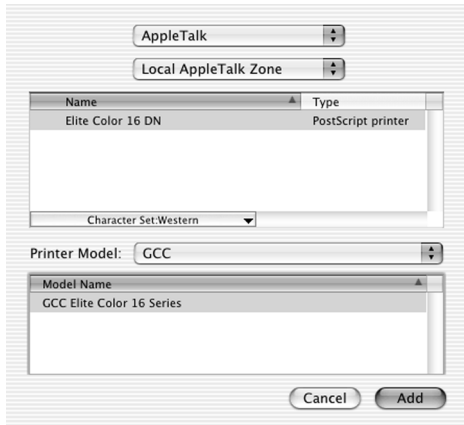 AppleTalk
Local AppleTalk Zone
Name Type
Elite Color 16 DN PostScript printer
Character Set:Western
Printer Model: GCC
Model Name
GCC Elite Color 16 Series
Cancel Add